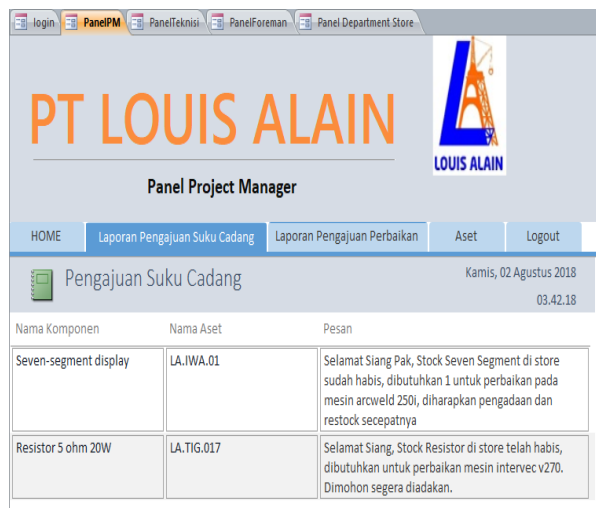 login PanelPM PanelTeknisi PanelForeman Panel Department Store
PT LOUIS ALAIN
LOUIS ALAIN
Panel Project Manager
HOME Laporan Pengajuan Suku Cadang Laporan Pengajuan Perbaikan Aset Logout
Pengajuan Suku Cadang
Kamis, 02 Agustus 2018
03.42.18
Nama Komponen Nama Aset Pesan
Seven-segment display LA.IWA.01 Selamat Siang Pak, Stock Seven Segment di store
sudah habis, dibutuhkan 1 untuk perbaikan pada
mesin arcweld 250i, diharapkan pengadaan dan
restock secepatnya
Resistor 5 ohm 20W LA.TIG.017 Selamat Siang, Stock Resistor di store telah habis,
dibutuhkan untuk perbaikan mesin intervec v270.
Dimohon segera diadakan.